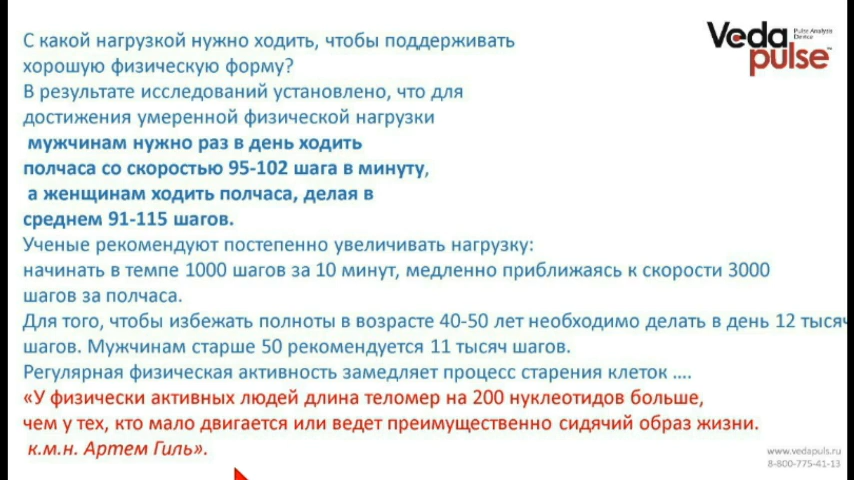 Veda pulse
Pulse Analysis
Device
С какой нагрузкой нужно ходить, чтобы поддерживать
хорошую физическую форму?
В результате исследований установлено, что для
достижения умеренной физической нагрузки
мужчинам нужно раз в день ходить
полчаса со скоростью 95-102 шага в минуту,
а женщинам ходить полчаса, делая в
среднем 91-115 шагов.
Ученые рекомендуют постепенно увеличивать нагрузку:
начинать в темпе 1000 шагов за 10 минут, медленно приближаясь к скорости 3000
шагов за полчаса.
Для того, чтобы избежать полноты в возрасте 40-50 лет необходимо делать в день 12 тысяч
шагов. Мужчинам старше 50 рекомендуется 11 тысяч шагов.
Регулярная физическая активность замедляет процесс старения клеток ....
«У физически активных людей длина теломер на 200 нуклеотидов больше,
чем у тех, кто мало двигается или ведет преимущественно сидячий образ жизни.
к.м.н. Артем Гиль».
www.vedapuls.ru
8-800-775-41-13